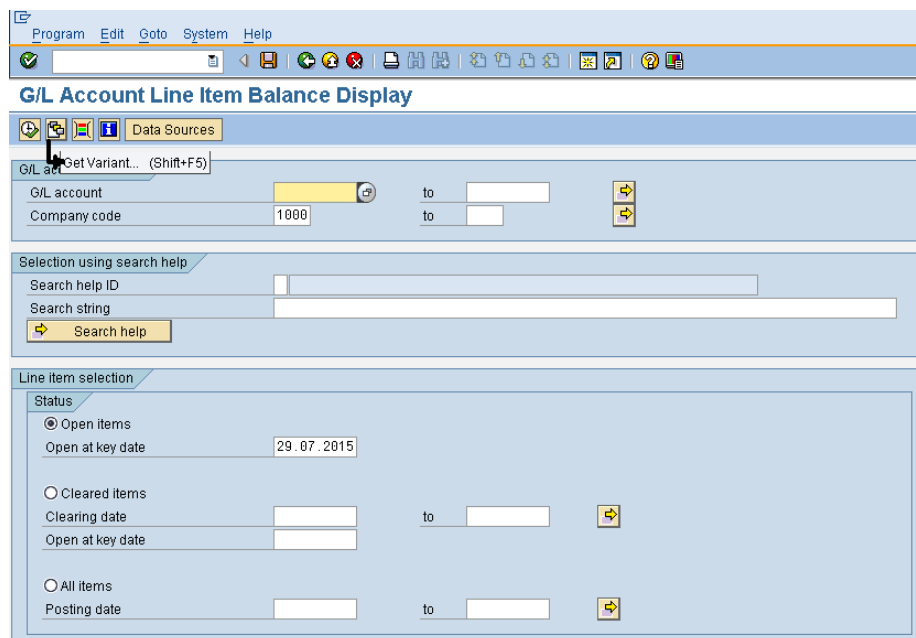 Program Edit Goto System Help
G/L Account Line Item Balance Display
Data Sources
Get Variant... (Shift+F5)
G/L ac
G/L account to
Company code 1000 to
Selection using search help
Search help ID
Search string
Search help
Line item selection
Status
Open items
Open at key date 29.07.2015
Cleared items
Clearing date to
Open at key date
All items
Posting date to